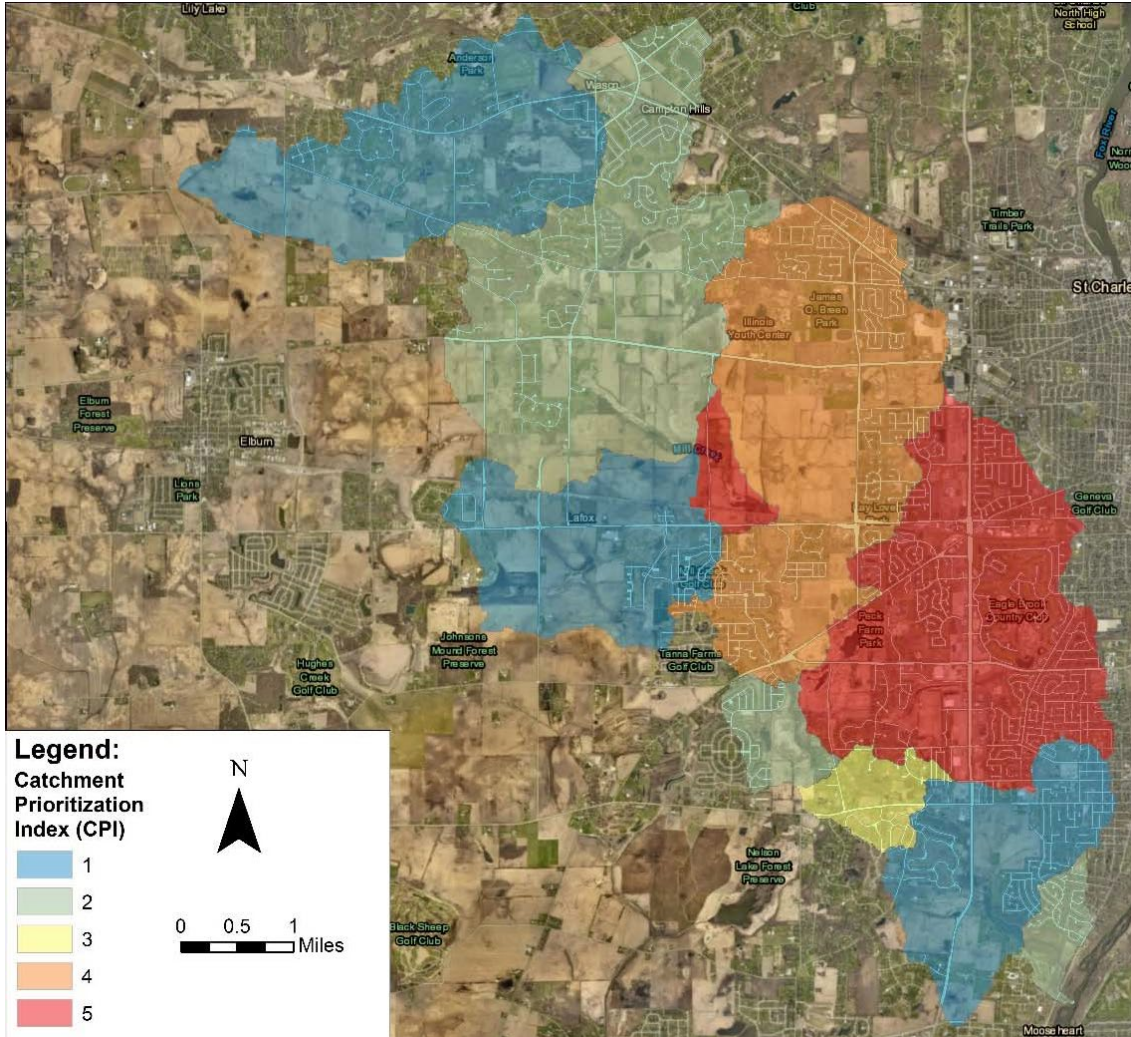 Lily Lake
Club
North High
School
Anderson
Park
Wasco
Campton Hills
Fox River
Timber
Trails Park
St Charle
James
O. Breen
Park
Illinois
Youth Center
Elburn
Forest
Preserve
Elburn
Mill Creek
Lions
Park
Geneva
Golf Club
Lafox
Eagle Brook
Country Club
Peck
Farm
Park
Johnsons
Mound Forest
Preserve
Tanna Farms
Golf Club
Hughes
Creek
Golf Club
Legend:
Catchment
Prioritization
Index (CPI)
N
1
2
3
4
5
0 0.5 1
Miles
Nelson
Lake Forest
Preserve
Black Sheep
Golf Club
Mooseheart